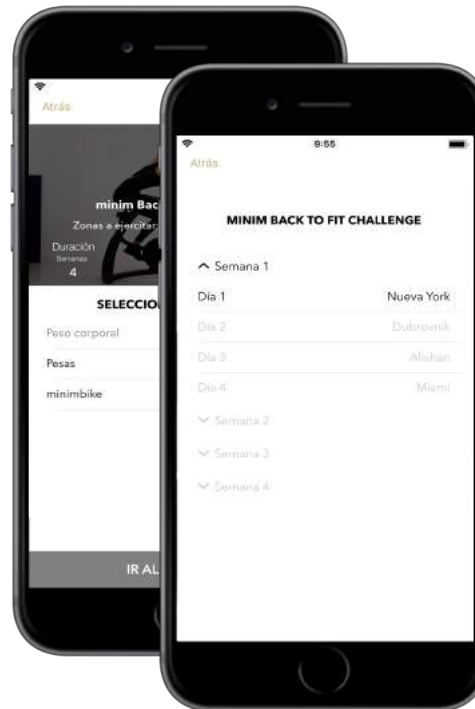 Atrás
minim Bac
Zonas a ejercitar:
Duración
Semanas
4
SELECCIO
Peso corporal
Pesas
minimbike
IR AL
9:55
Atrás
MINIM BACK TO FIT CHALLENGE
Semana 1
Día 1 Nueva York
Día 2 Dubrovnik
Día 3 Alishan
Día 4 Miami
Semana 2
Semana 3
Semana 4